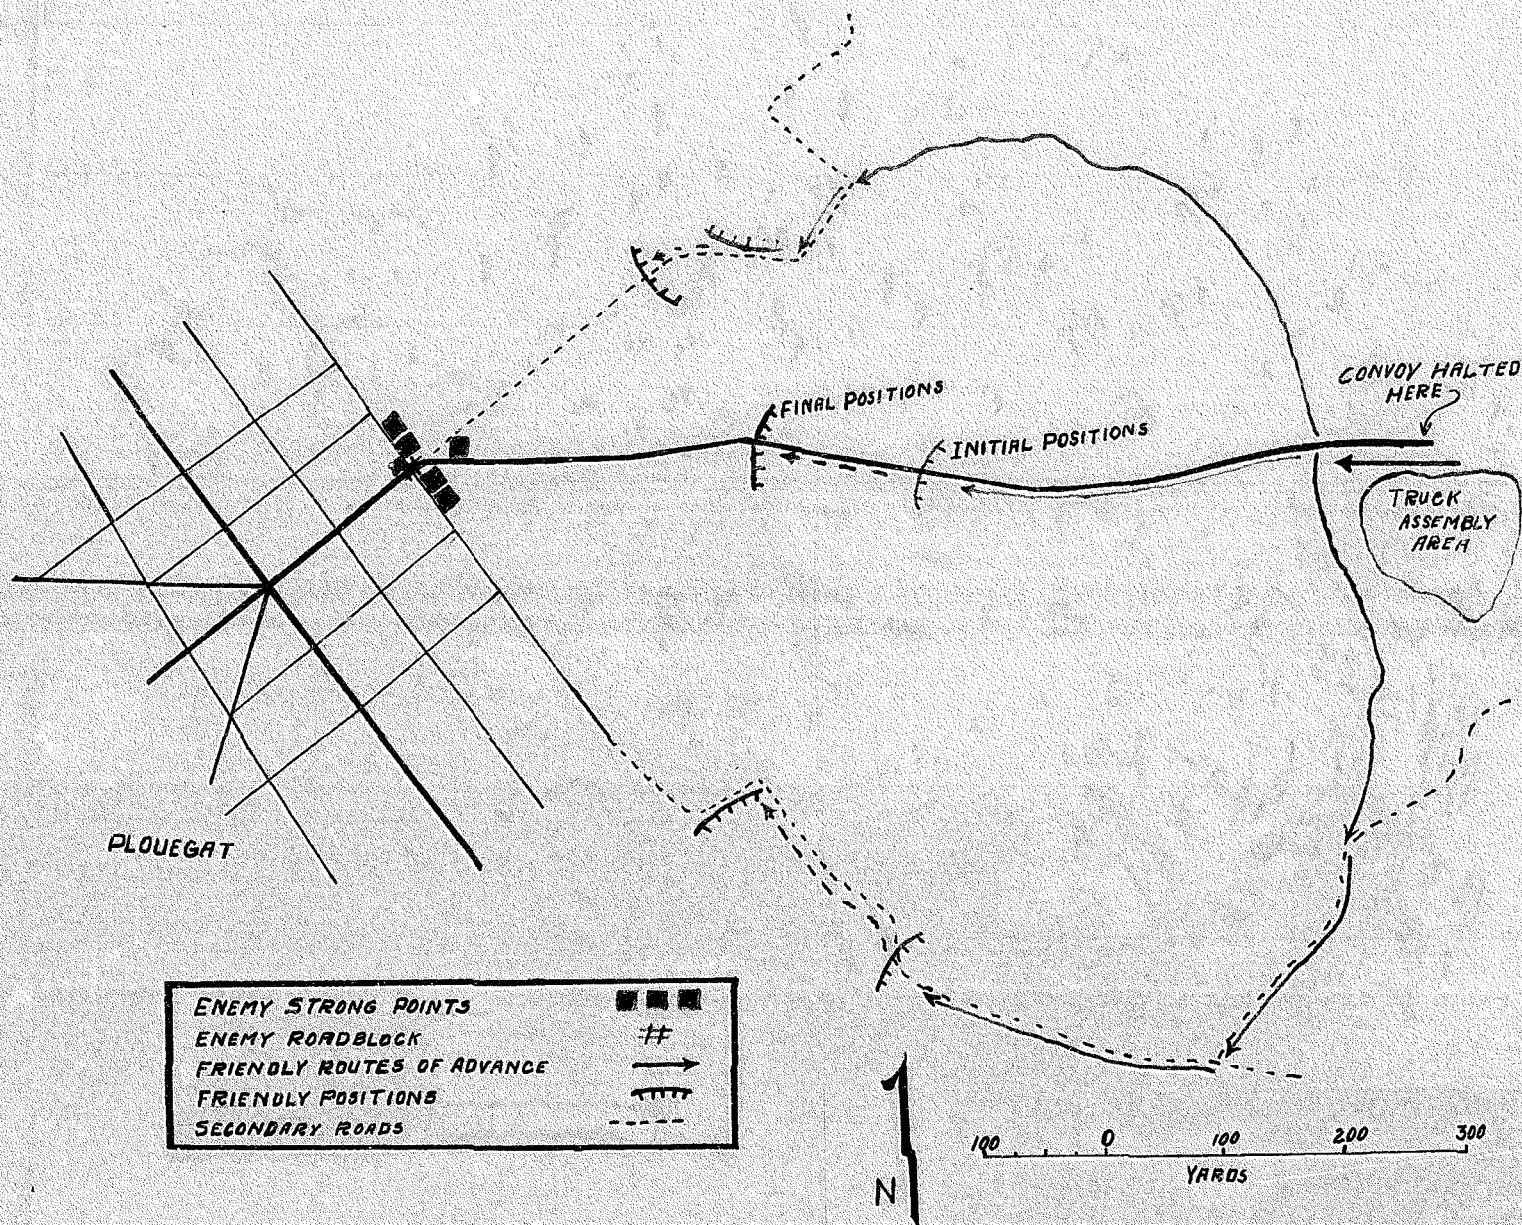 CONVOY HALTED
HERE
FINAL POSITIONS
INITIAL POSITIONS
TRUCK
ASSEMBLY
AREA
PLOUEGAT
ENEMY STRONG POINTS
ENEMY ROADBLOCK
FRIENDLY ROUTES OF ADVANCE
FRIENDLY POSITIONS
SECONDARY ROADS
N
100 0 100 200 300
YARDS